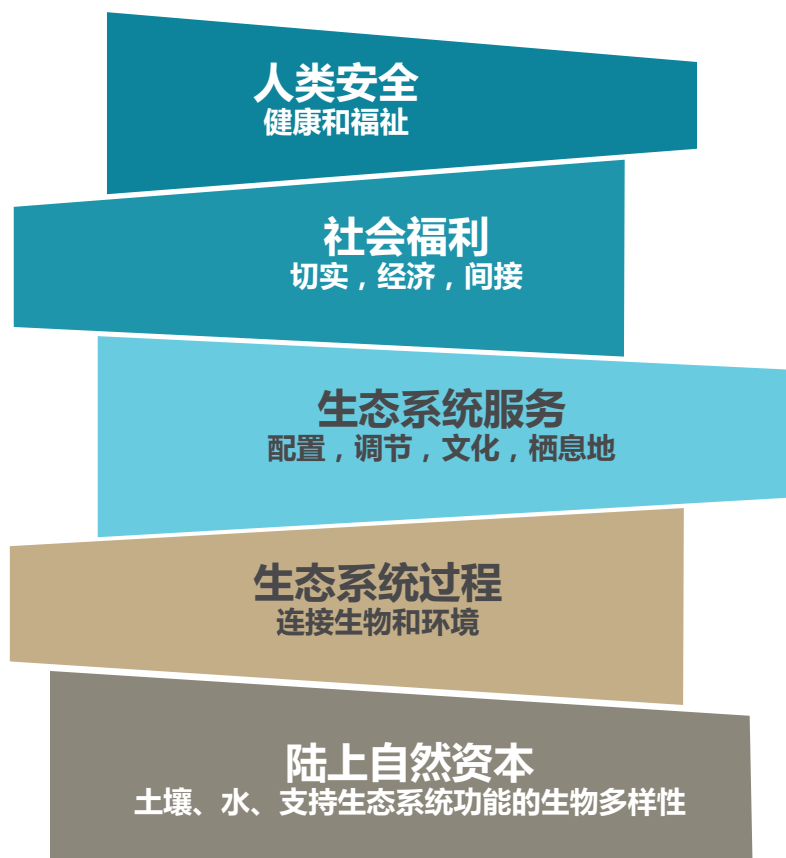 人类安全
健康和福祉
社会福利
切实，经济，间接
生态系统服务
配置，调节，文化，栖息地
生态系统过程
连接生物和环境
陆上自然资本
土壤、水、支持生态系统功能的生物多样性